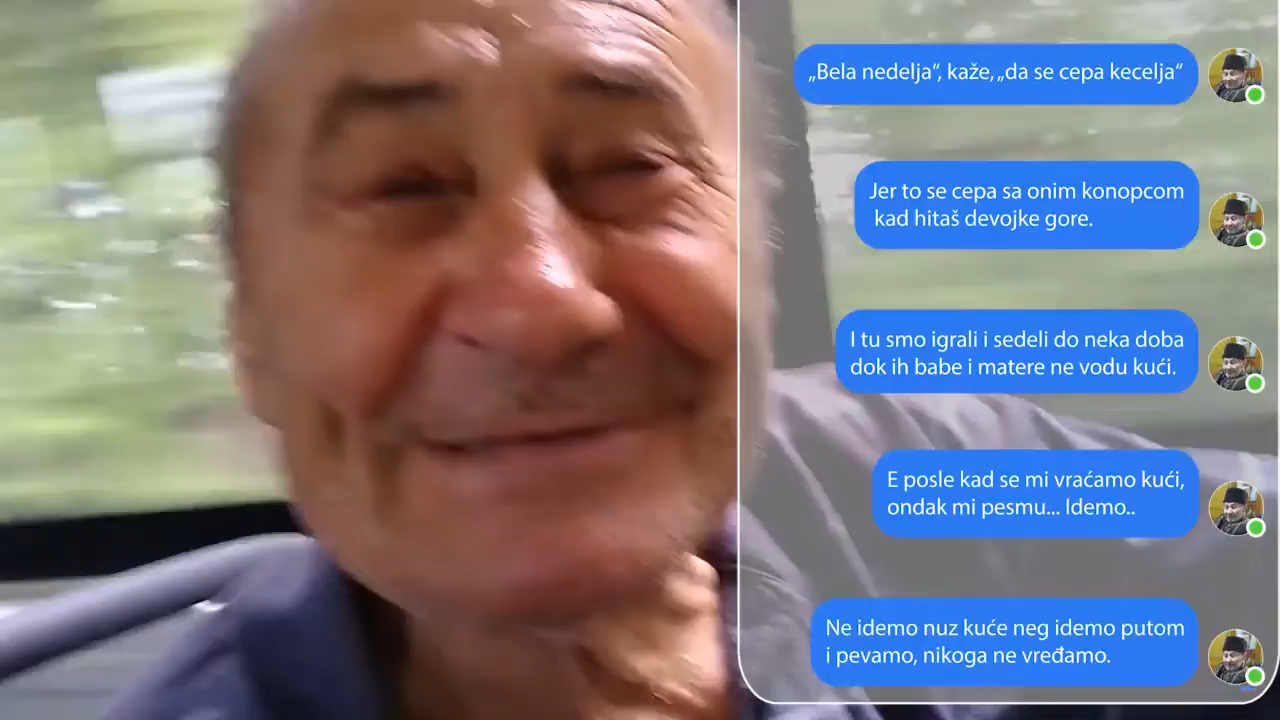 „Bela nedelja“, kaže, „da se cepa kecelja“
Jer to se cepa sa onim konopcom
kad hitaš devojke gore.
I tu smo igrali i sedeli do neka doba
dok ih babe i matere ne vodu kući.
E posle kad se mi vraćamo kući,
ondak mi pesmu... Idemo..
Ne idemo nuz kuće neg idemo putom
i pevamo, nikoga ne vređamo.